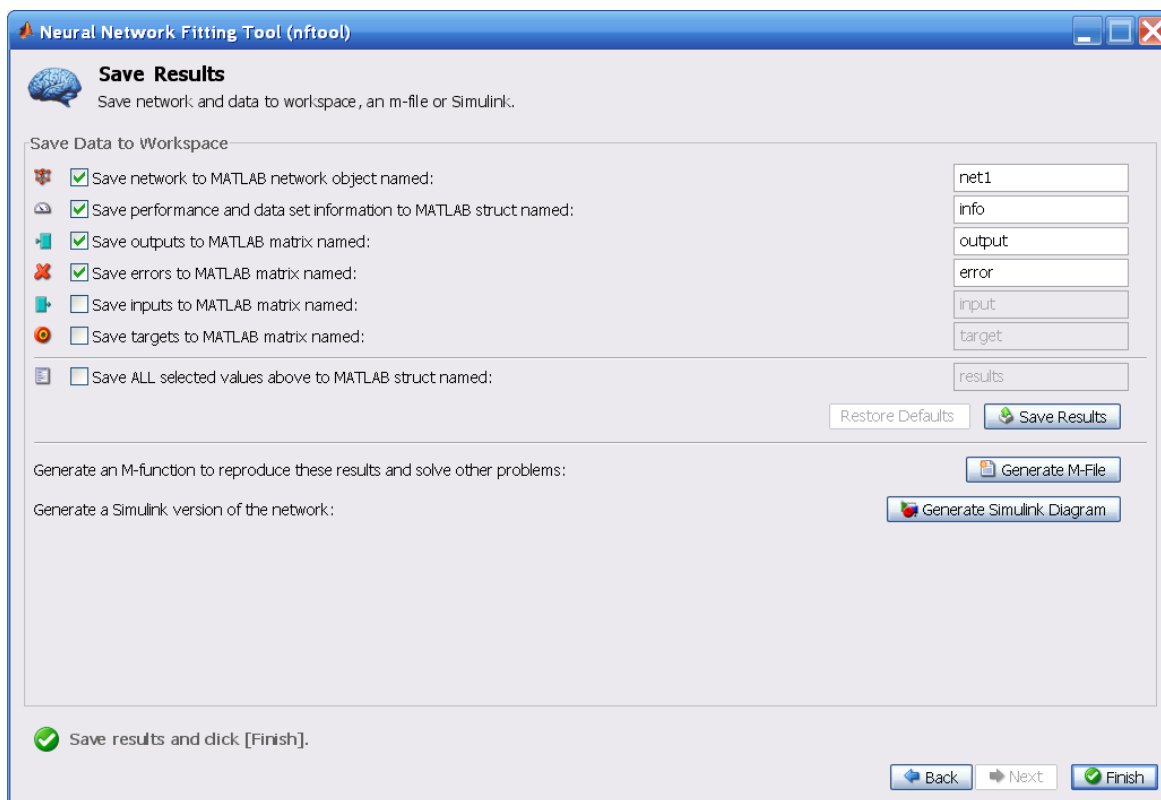 Neural Network Fitting Tool (nftool)
Save Results
Save network and data to workspace, an m-file or Simulink.
Save Data to Workspace
Save network to MATLAB network object named: net1
Save performance and data set information to MATLAB struct named: info
Save outputs to MATLAB matrix named: output
Save errors to MATLAB matrix named: error
Save inputs to MATLAB matrix named: input
Save targets to MATLAB matrix named: target
Save ALL selected values above to MATLAB struct named: results
Restore Defaults Save Results
Generate an M-function to reproduce these results and solve other problems: Generate M-File
Generate a Simulink version of the network: Generate Simulink Diagram
Save results and click [Finish].
Back Next Finish